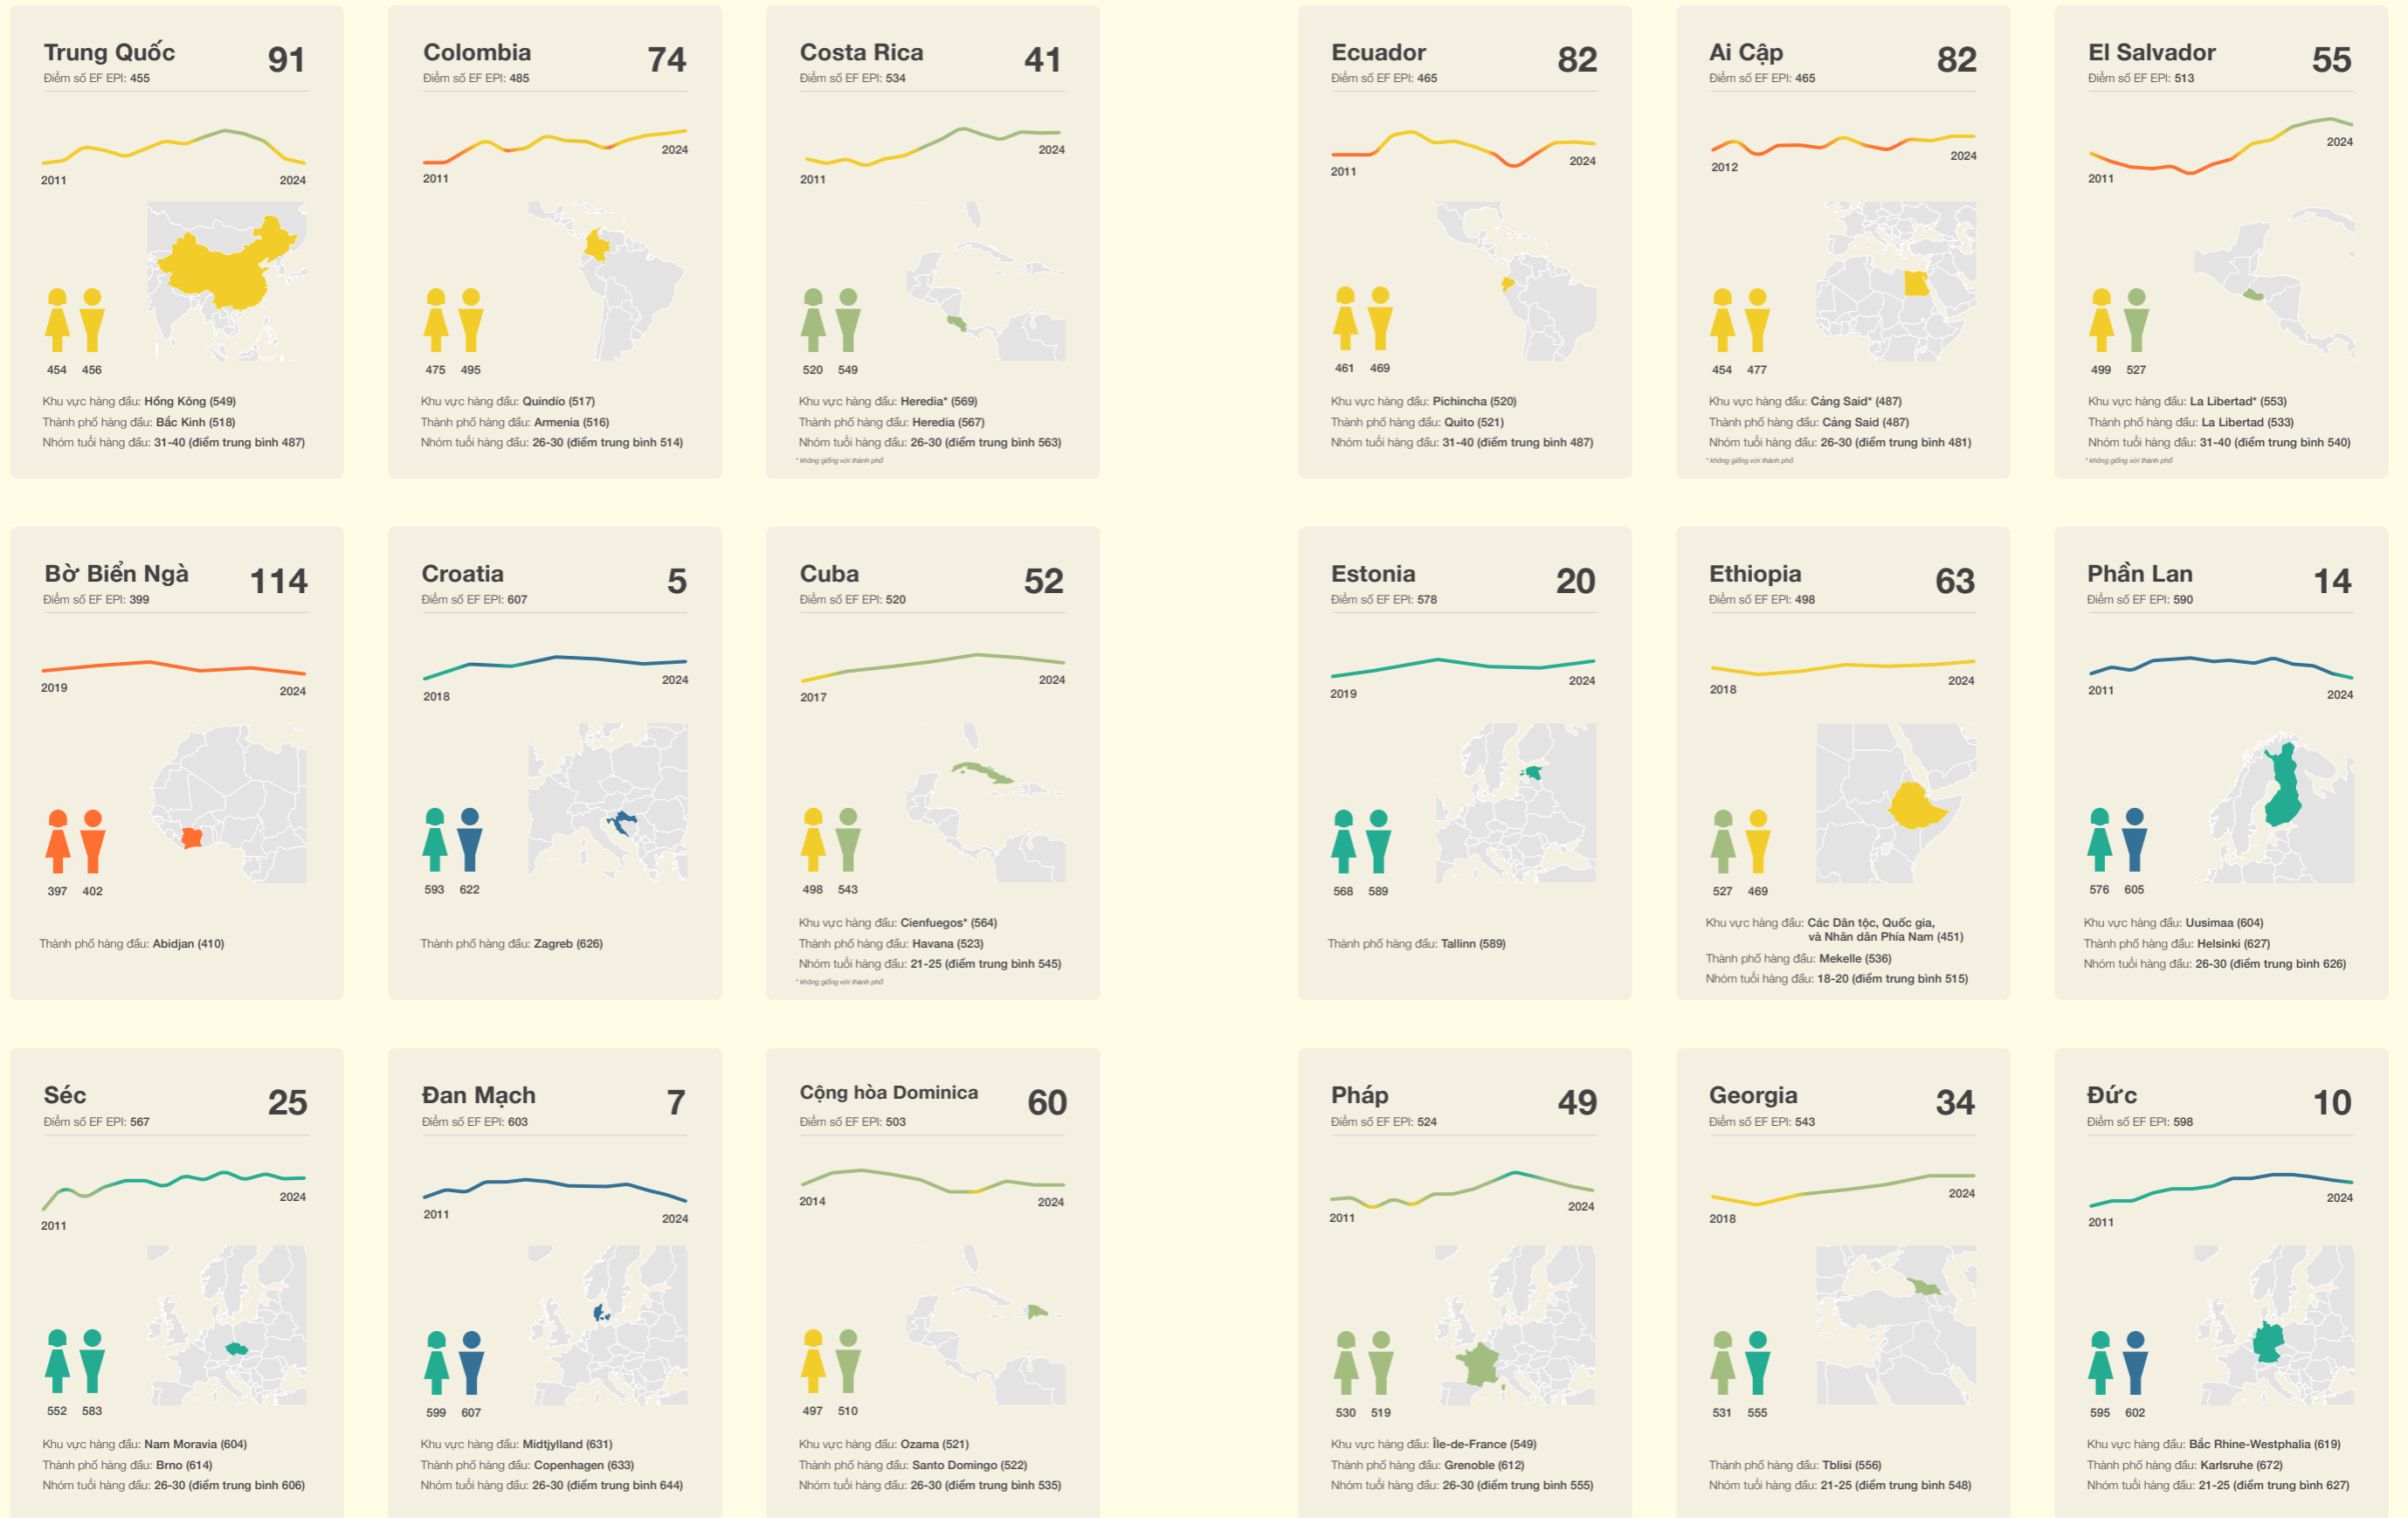 Trung Quốc
91
Điểm số EF EPI: 455
2011
2024
454 456
Khu vực hàng đầu: Hồng Kông (549)
Thành phố hàng đầu: Bắc Kinh (518)
Nhóm tuổi hàng đầu: 31-40 (điểm trung bình 487)
Colombia
74
Điểm số EF EPI: 485
2011
2024
475 495
Khu vực hàng đầu: Quindío (517)
Thành phố hàng đầu: Armenia (516)
Nhóm tuổi hàng đầu: 26-30 (điểm trung bình 514)
Costa Rica
41
Điểm số EF EPI: 534
2011
2024
520 549
Khu vực hàng đầu: Heredia* (569)
Thành phố hàng đầu: Heredia (567)
Nhóm tuổi hàng đầu: 26-30 (điểm trung bình 563)
* không giống với thành phố
Ecuador
82
Điểm số EF EPI: 465
2011
2024
461 469
Khu vực hàng đầu: Pichincha (520)
Thành phố hàng đầu: Quito (521)
Nhóm tuổi hàng đầu: 31-40 (điểm trung bình 487)
Ai Cập
82
Điểm số EF EPI: 465
2012
2024
454 477
Khu vực hàng đầu: Cảng Said* (487)
Thành phố hàng đầu: Cảng Said (487)
Nhóm tuổi hàng đầu: 26-30 (điểm trung bình 481)
* không giống với thành phố
El Salvador
55
Điểm số EF EPI: 513
2011
2024
499 527
Khu vực hàng đầu: La Libertad* (553)
Thành phố hàng đầu: La Libertad (533)
Nhóm tuổi hàng đầu: 31-40 (điểm trung bình 540)
* không giống với thành phố
Bờ Biển Ngà
114
Điểm số EF EPI: 399
2019
2024
397 402
Thành phố hàng đầu: Abidjan (410)
Croatia
5
Điểm số EF EPI: 607
2018
2024
593 622
Thành phố hàng đầu: Zagreb (626)
Cuba
52
Điểm số EF EPI: 520
2017
2024
498 543
Khu vực hàng đầu: Cienfuegos* (564)
Thành phố hàng đầu: Havana (523)
Nhóm tuổi hàng đầu: 21-25 (điểm trung bình 545)
* không giống với thành phố
Estonia
20
Điểm số EF EPI: 578
2019
2024
568 589
Thành phố hàng đầu: Tallinn (589)
Ethiopia
63
Điểm số EF EPI: 498
2018
2024
527 469
Khu vực hàng đầu: Các Dân tộc, Quốc gia,
và Nhân dân Phía Nam (451)
Thành phố hàng đầu: Mekelle (536)
Nhóm tuổi hàng đầu: 18-20 (điểm trung bình 515)
Phần Lan
14
Điểm số EF EPI: 590
2011
2024
576 605
Khu vực hàng đầu: Uusimaa (604)
Thành phố hàng đầu: Helsinki (627)
Nhóm tuổi hàng đầu: 26-30 (điểm trung bình 626)
Séc
25
Điểm số EF EPI: 567
2011
2024
552 583
Khu vực hàng đầu: Nam Moravia (604)
Thành phố hàng đầu: Brno (614)
Nhóm tuổi hàng đầu: 26-30 (điểm trung bình 606)
Đan Mạch
7
Điểm số EF EPI: 603
2011
2024
599 607
Khu vực hàng đầu: Midtjylland (631)
Thành phố hàng đầu: Copenhagen (633)
Nhóm tuổi hàng đầu: 26-30 (điểm trung bình 644)
Cộng hòa Dominica
60
Điểm số EF EPI: 503
2014
2024
497 510
Khu vực hàng đầu: Ozama (521)
Thành phố hàng đầu: Santo Domingo (522)
Nhóm tuổi hàng đầu: 26-30 (điểm trung bình 535)
Pháp
49
Điểm số EF EPI: 524
2011
2024
530 519
Khu vực hàng đầu: Île-de-France (549)
Thành phố hàng đầu: Grenoble (612)
Nhóm tuổi hàng đầu: 26-30 (điểm trung bình 555)
Georgia
34
Điểm số EF EPI: 543
2018
2024
531 555
Thành phố hàng đầu: Tblisi (556)
Nhóm tuổi hàng đầu: 21-25 (điểm trung bình 548)
Đức
10
Điểm số EF EPI: 598
2011
2024
595 602
Khu vực hàng đầu: Bắc Rhine-Westphalia (619)
Thành phố hàng đầu: Karlsruhe (672)
Nhóm tuổi hàng đầu: 21-25 (điểm trung bình 627)